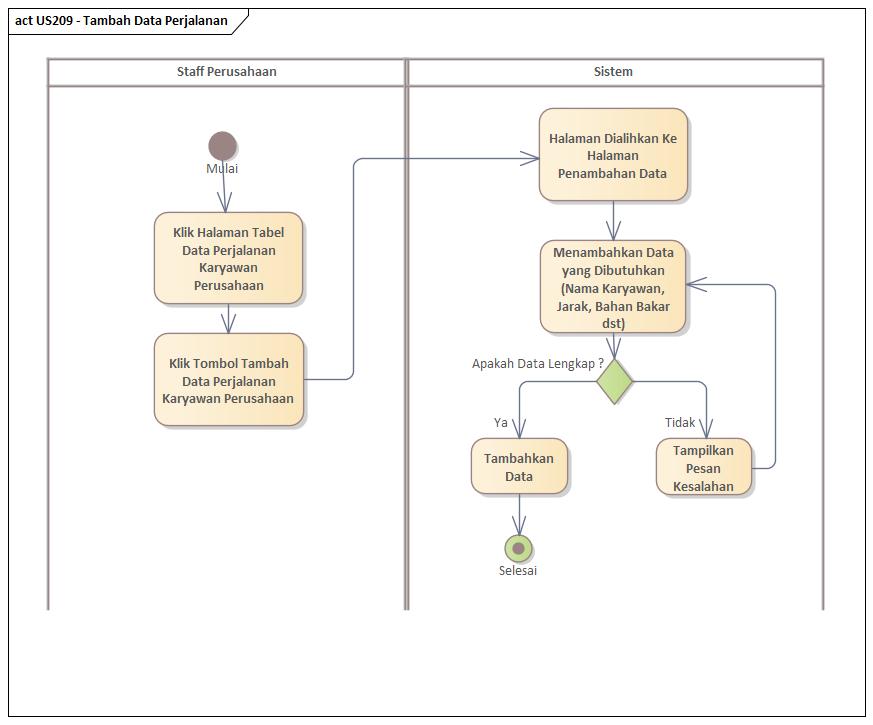 act US209 - Tambah Data Perjalanan
Staff Perusahaan
Sistem
Mulai
Klik Halaman Tabel
Data Perjalanan
Karyawan
Perusahaan
Klik Tombol Tambah
Data Perjalanan
Karyawan Perusahaan
Halaman Dialihkan Ke
Halaman
Penambahan Data
Menambahkan Data
yang Dibutuhkan
(Nama Karyawan,
Jarak, Bahan Bakar
dst)
Apakah Data Lengkap ?
Ya
Tidak
Tambahkan
Data
Tampilkan
Pesan
Kesalahan
Selesai